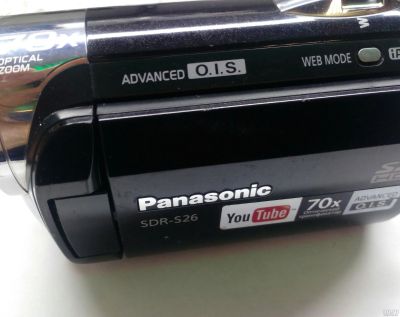 70x
OPTICAL
ZOOM
ADVANCED O.I.S.
WEB MODE
W
Panasonic
SDR-S26
YouTube
70x
ADVANCED
O.I.S.